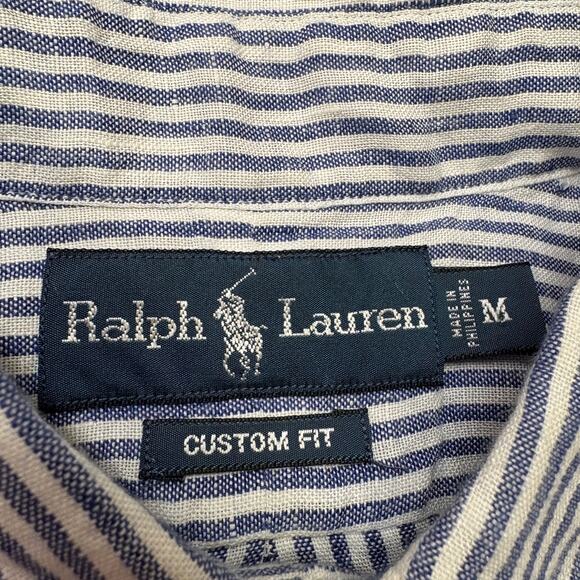 Ralph Lauren
MADE IN
PHILIPPINES
M
CUSTOM FIT